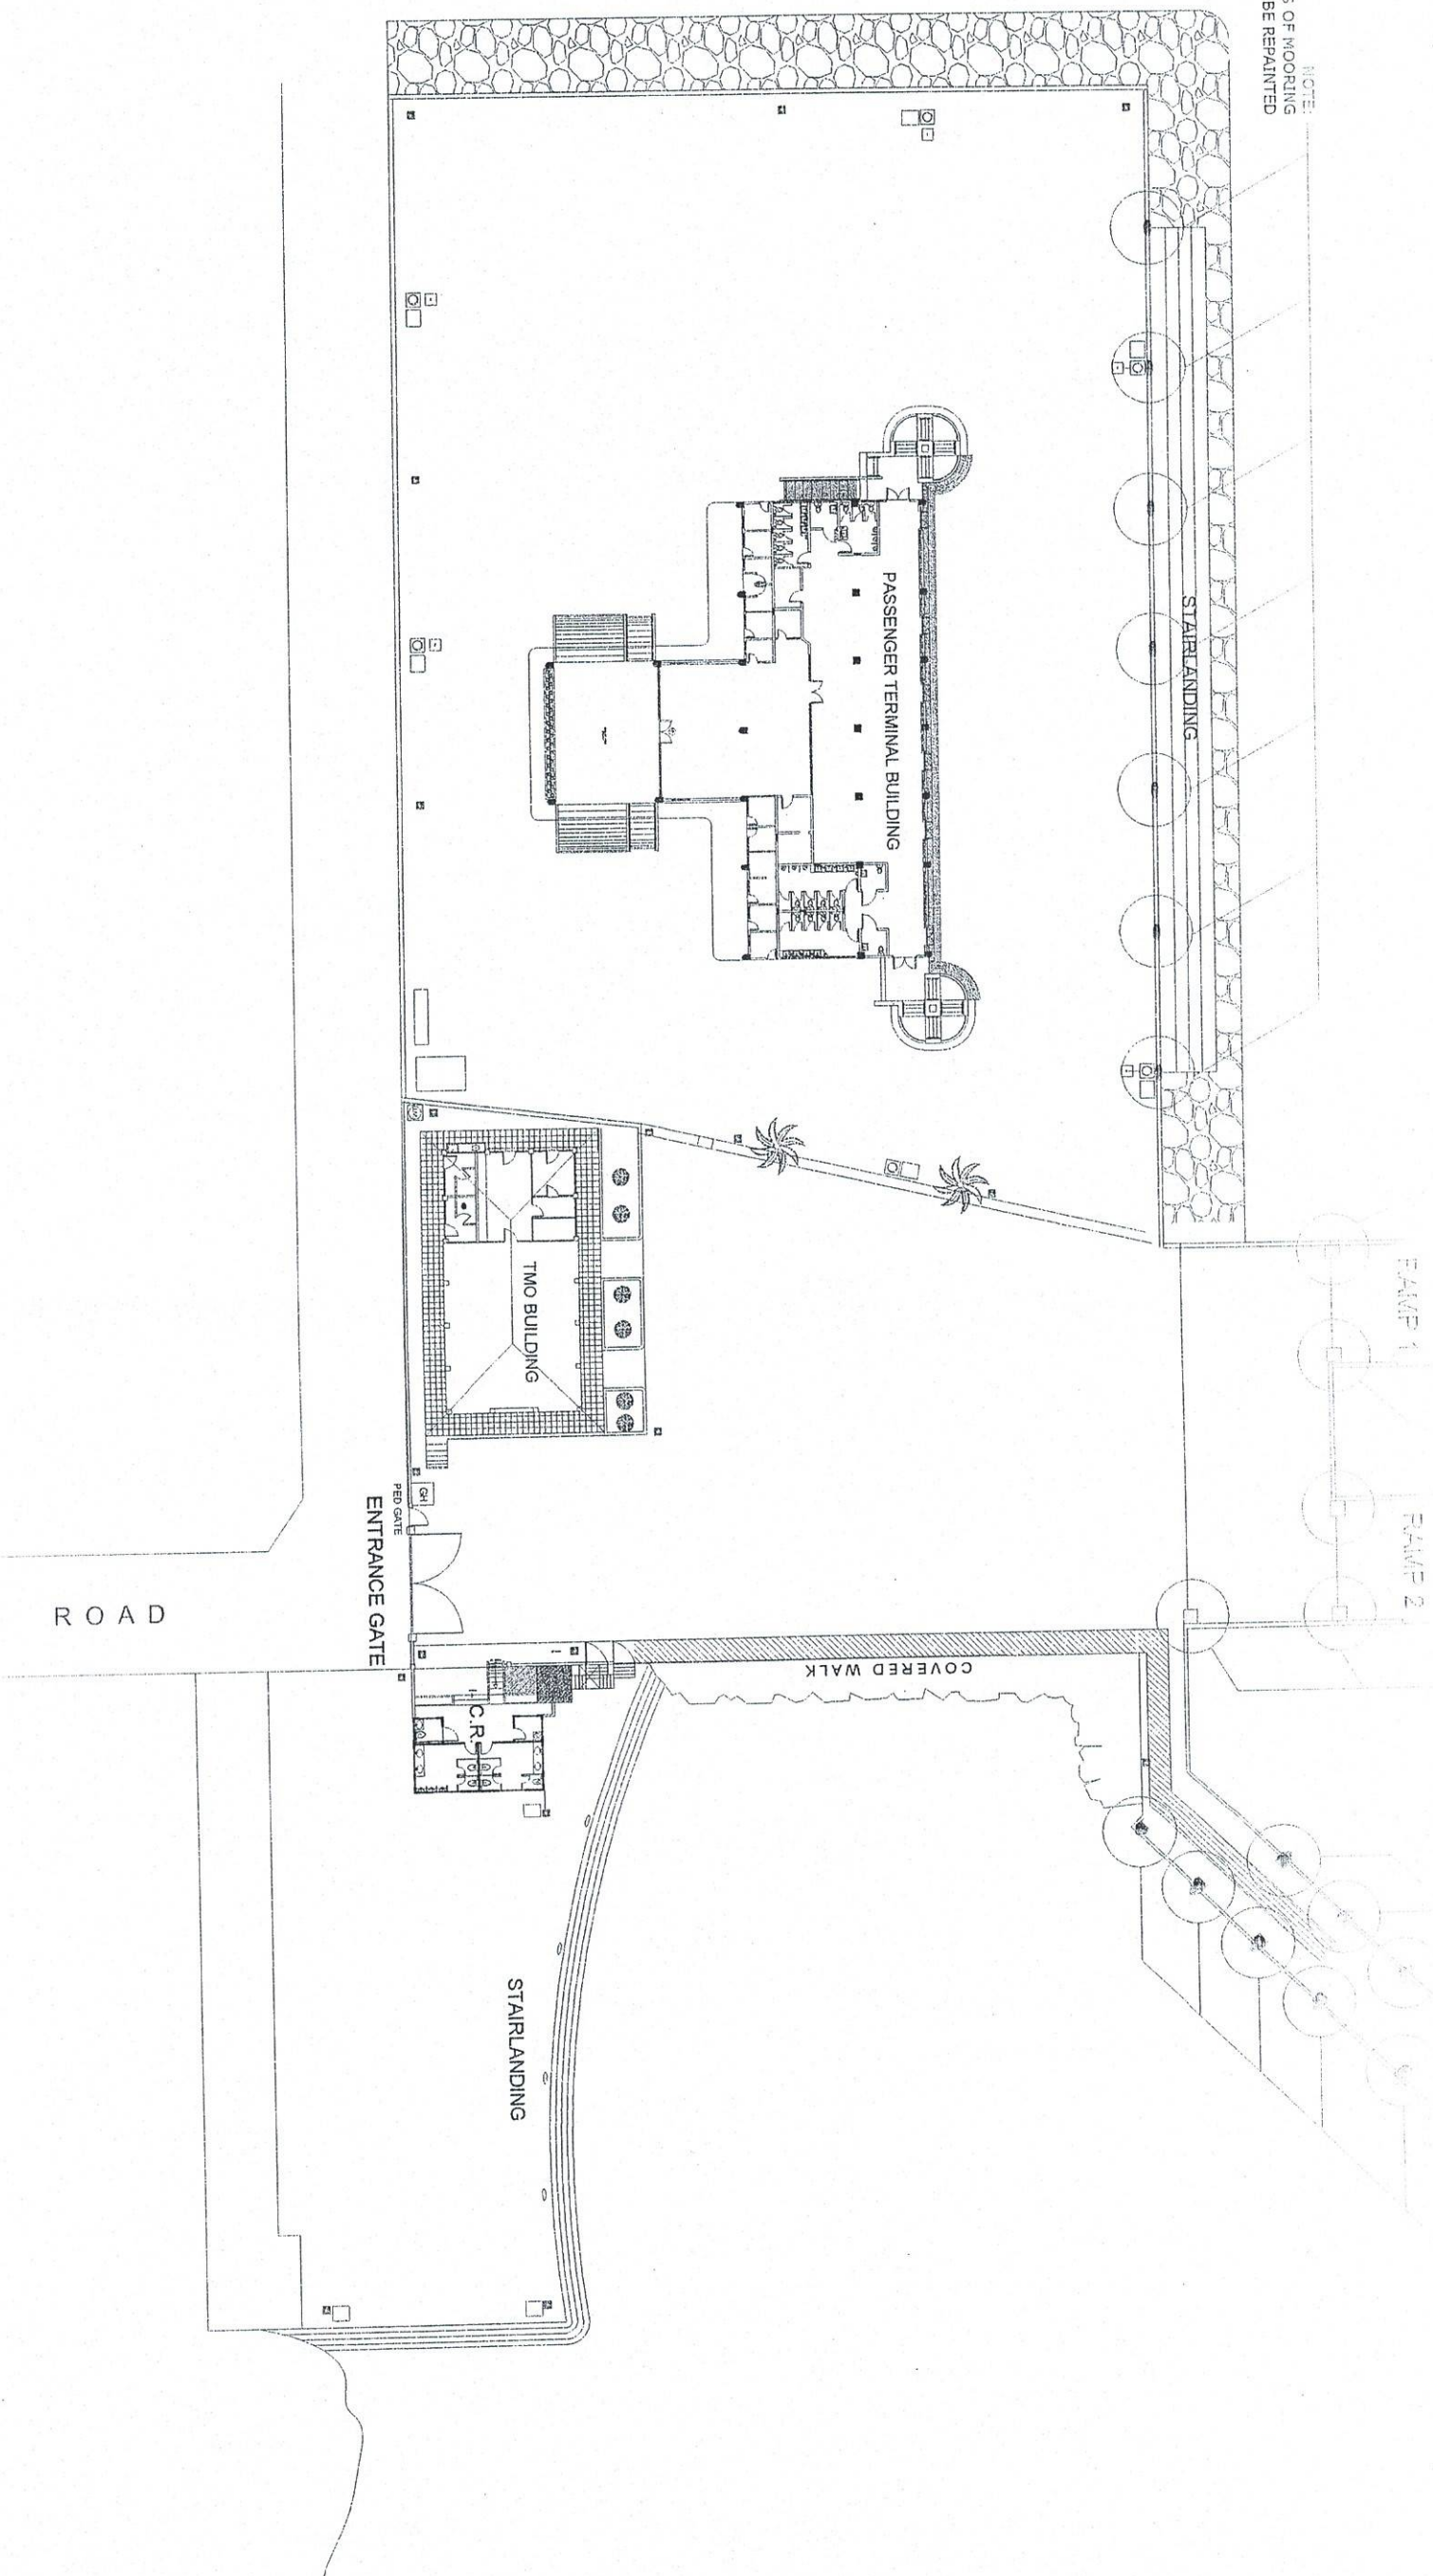 NOTE:
S OF MOORING
BE REPAINTED
STAIRLANDING
PASSENGER TERMINAL BUILDING
RAMP 1
RAMP 2
TMO BUILDING
GH
PED GATE
ENTRANCE GATE
ROAD
COVERED WALK
C.R.
STAIRLANDING